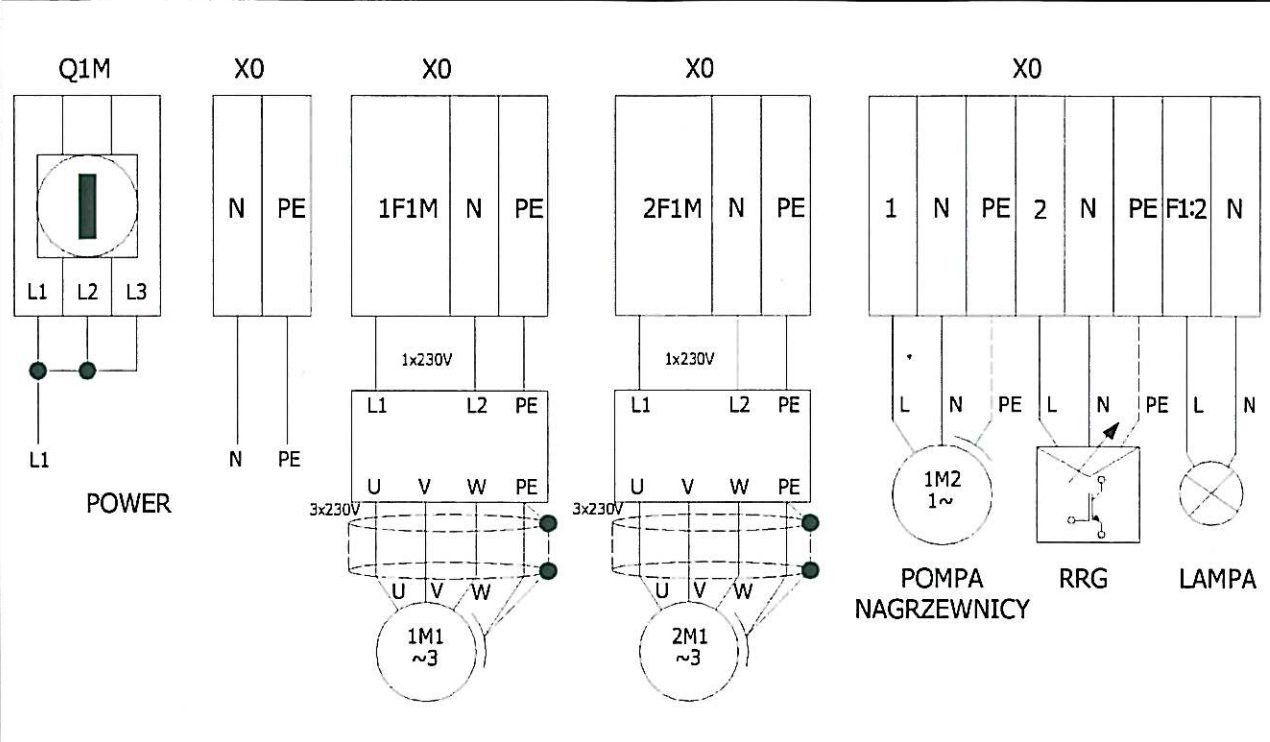 Q1M X0 X0 X0 X0
N PE 1F1M N PE 2F1M N PE 1 N PE 2 N PE F1:2 N
L1 L2 L3
1x230V 1x230V
L1 L2 PE L1 L2 PE L N PE L N PE L N
L1 N PE
POWER
U V W PE U V W PE 1M2
1~
3x230V 3x230V
POMPA NAGRZEWNICY RRG LAMPA
U V W U V W
1M1 2M1
~3 ~3